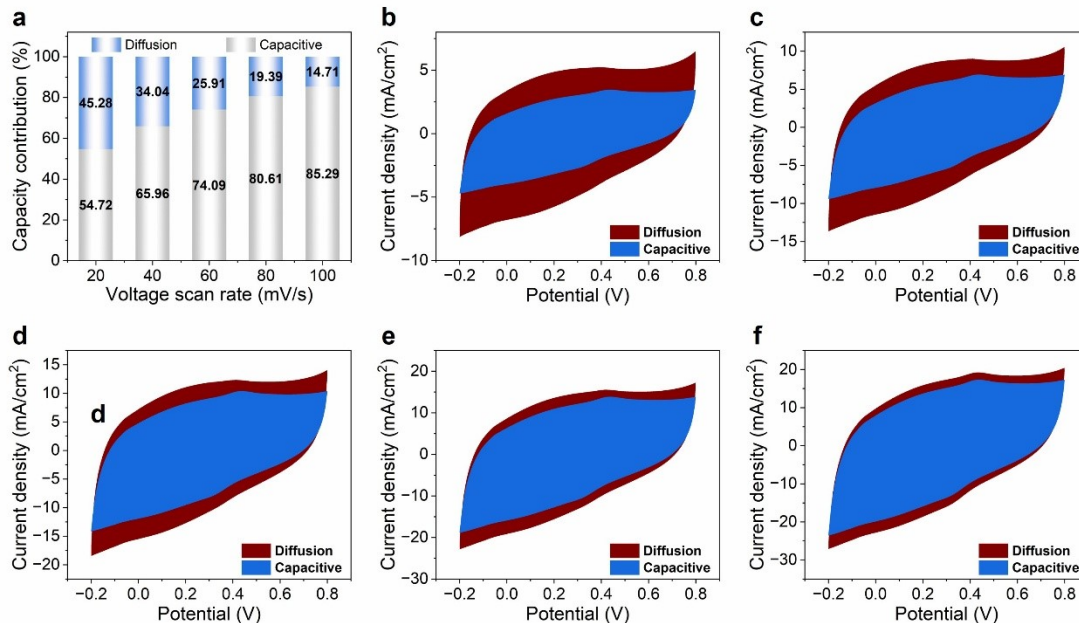 a
Diffusion Capacitive
Capacity contribution (%)
100
80
60
40
20
0
45.28 34.04 25.91 19.39 14.71
54.72 65.96 74.09 80.61 85.29
20 40 60 80 100
Voltage scan rate (mV/s)
b
Current density (mA/cm²)
5
0
−5
−10
Diffusion
Capacitive
−0.2 0.0 0.2 0.4 0.6 0.8
Potential (V)
c
Current density (mA/cm²)
10
5
0
−5
−10
−15
Diffusion
Capacitive
−0.2 0.0 0.2 0.4 0.6 0.8
Potential (V)
d
Current density (mA/cm²)
15
10
5
0
−5
−10
−15
−20
d
Diffusion
Capacitive
−0.2 0.0 0.2 0.4 0.6 0.8
Potential (V)
e
Current density (mA/cm²)
20
10
0
−10
−20
−30
Diffusion
Capacitive
−0.2 0.0 0.2 0.4 0.6 0.8
Potential (V)
f
Current density (mA/cm²)
20
10
0
−10
−20
−30
Diffusion
Capacitive
−0.2 0.0 0.2 0.4 0.6 0.8
Potential (V)